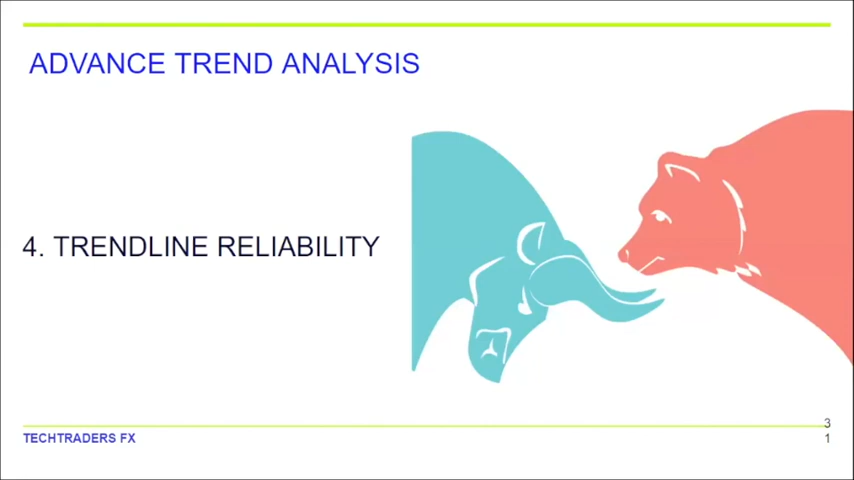 ADVANCE TREND ANALYSIS
4. TRENDLINE RELIABILITY
TECHTRADERS FX
3
1